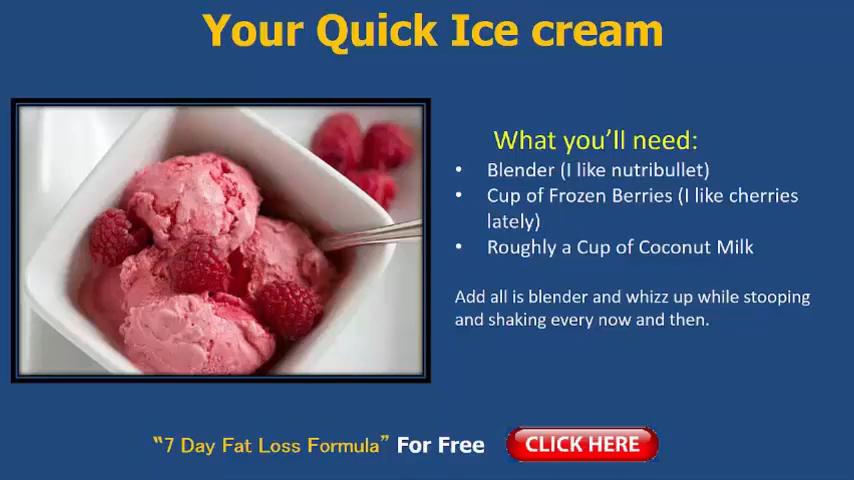 Your Quick Ice cream
What you'll need:
• Blender (I like nutribullet)
• Cup of Frozen Berries (I like cherries
lately)
• Roughly a Cup of Coconut Milk
Add all is blender and whizz up while stooping
and shaking every now and then.
“7 Day Fat Loss Formula” For Free CLICK HERE